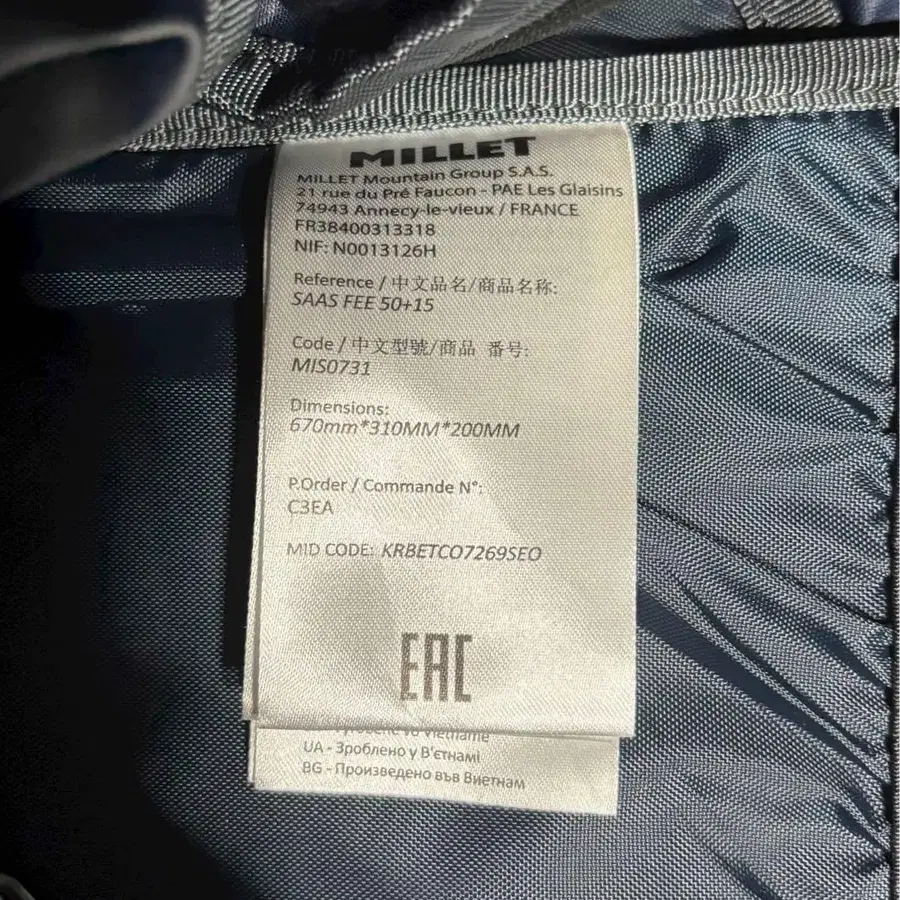 MILLET
MILLET Mountain Group S.A.S.
21 rue du Pré Faucon - PAE Les Glaisins
74943 Annecy-le-vieux / FRANCE
FR38400313318
NIF: N0013126H
Reference / 中文品名/商品名称:
SAAS FEE 50+15
Code / 中文型號/商品 番号:
MIS0731
Dimensions:
670mm*310MM*200MM
P.Order / Commande N°:
C3EA
MID CODE: KRBETCO7269SEO
EAC
UA - Зроблено у В'єтнамі
BG - Произведено във Виетнам